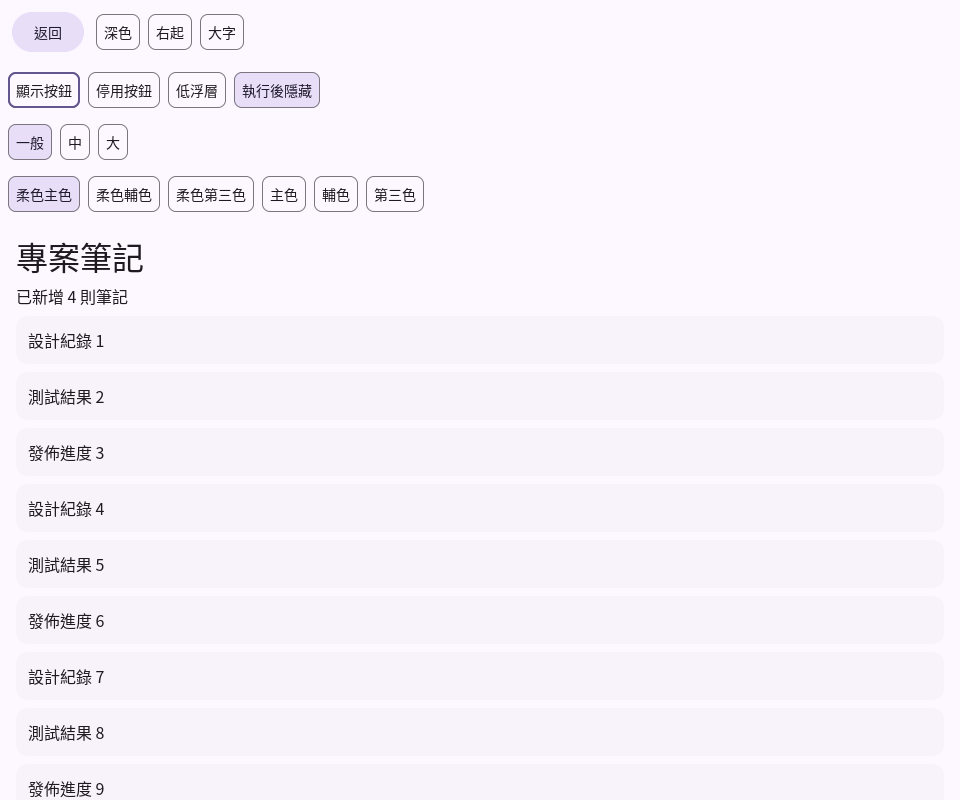 返回 深色 右起 大字
顯示按鈕 停用按鈕 低浮層 執行後隱藏
一般 中 大
柔色主色 柔色輔色 柔色第三色 主色 輔色 第三色
專案筆記
已新增 4 則筆記
設計紀錄 1
測試結果 2
發佈進度 3
設計紀錄 4
測試結果 5
發佈進度 6
設計紀錄 7
測試結果 8
發佈進度 9